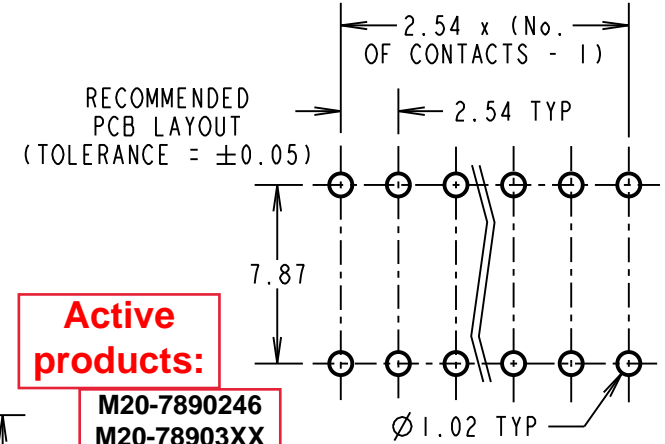 2.54 x (No.
OF CONTACTS - 1)
RECOMMENDED
PCB LAYOUT
(TOLERANCE = ±0.05)
2.54 TYP
7.87
Active
products:
M20-7890246
M20-78903XX
Ø1.02 TYP